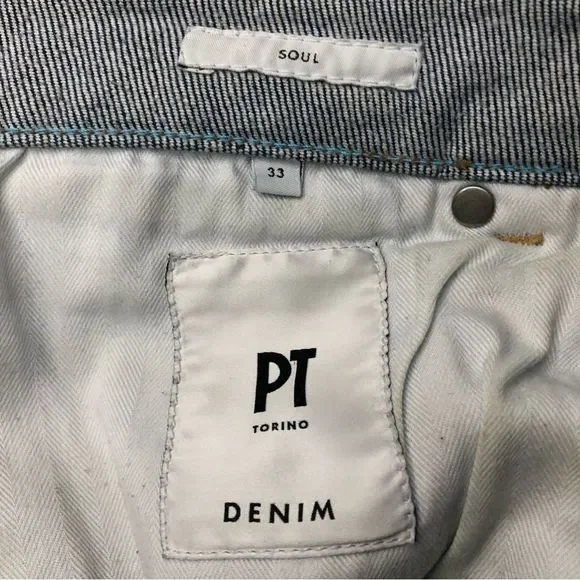 SOUL
33
PT
TORINO
DENIM